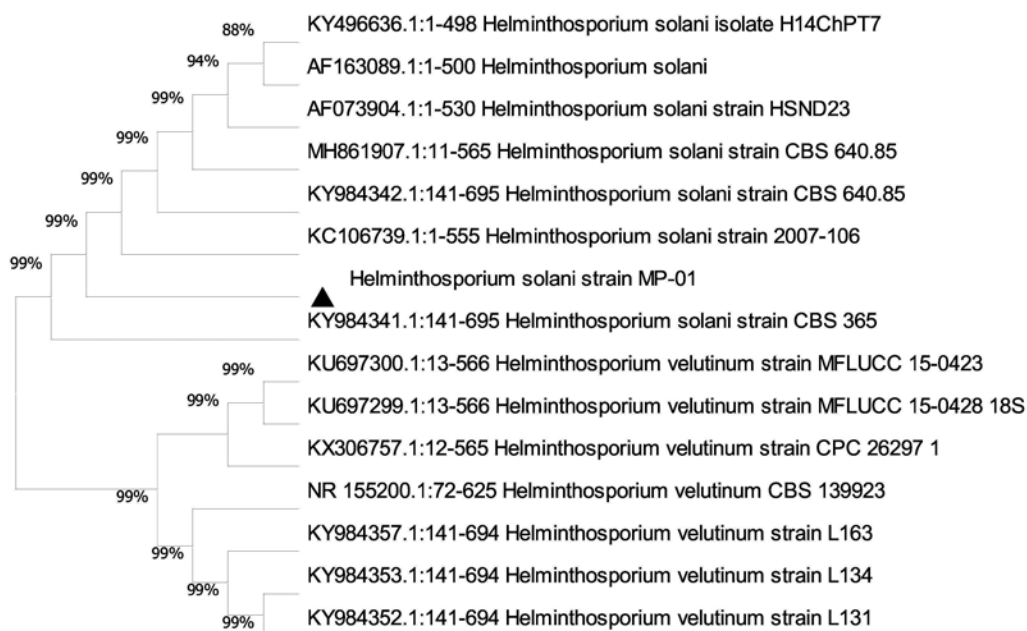 88%
KY496636.1:1-498 Helminthosporium solani isolate H14ChPT7
94%
AF163089.1:1-500 Helminthosporium solani
99%
AF073904.1:1-530 Helminthosporium solani strain HSND23
99%
MH861907.1:11-565 Helminthosporium solani strain CBS 640.85
99%
KY984342.1:141-695 Helminthosporium solani strain CBS 640.85
99%
KC106739.1:1-555 Helminthosporium solani strain 2007-106
99%
Helminthosporium solani strain MP-01
KY984341.1:141-695 Helminthosporium solani strain CBS 365
99%
KU697300.1:13-566 Helminthosporium velutinum strain MFLUCC 15-0423
99%
KU697299.1:13-566 Helminthosporium velutinum strain MFLUCC 15-0428 18S
KX306757.1:12-565 Helminthosporium velutinum strain CPC 26297 1
99%
NR 155200.1:72-625 Helminthosporium velutinum CBS 139923
KY984357.1:141-694 Helminthosporium velutinum strain L163
99%
KY984353.1:141-694 Helminthosporium velutinum strain L134
99%
KY984352.1:141-694 Helminthosporium velutinum strain L131
99%